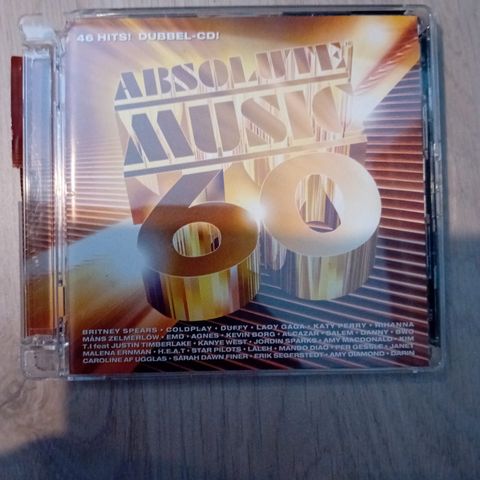 46 HITS! DUBBEL-CD!
ABSOLUTE
MUSIC
60
BRITNEY SPEARS • COLDPLAY • DUFFY • LADY GAGA • KATY PERRY • RIHANNA
MÅNS ZELMERLÖW • EMD • AGNES • KEVIN BORG • ALCAZAR • SALEM • DANNY • BWO
T.I feat JUSTIN TIMBERLAKE • KANYE WEST • JORDIN SPARKS • AMY MACDONALD • KIM
MALENA ERNMAN • H.E.A.T • STAR PILOTS • LALEH • MANDO DIAO • PER GESSLE • JANET
CAROLINE AF UGGLAS • SARAH DAWN FINER • ERIK SEGERSTEDT • AMY DIAMOND • DARIN